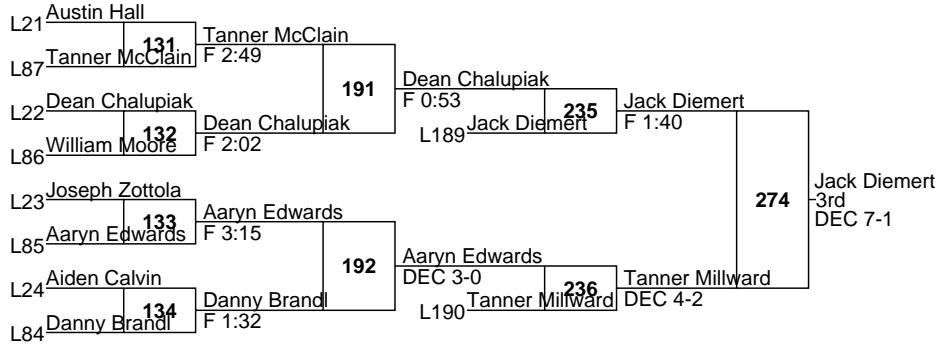 Austin Hall
L21
131
Tanner McClain
F 2:49
Tanner McClain
L87
191
Dean Chalupiak
F 0:53
Dean Chalupiak
L22
235
Jack Diemert
F 1:40
132
Dean Chalupiak
F 2:02
L189
Jack Diemert
William Moore
L86
Joseph Zottola
L23
274
Jack Diemert
3rd
DEC 7-1
133
Aaryn Edwards
F 3:15
Aaryn Edwards
L85
192
Aaryn Edwards
DEC 3-0
Aiden Calvin
L24
236
Tanner Millward
DEC 4-2
134
Danny Brandl
F 1:32
L190
Tanner Millward
Danny Brandl
L84